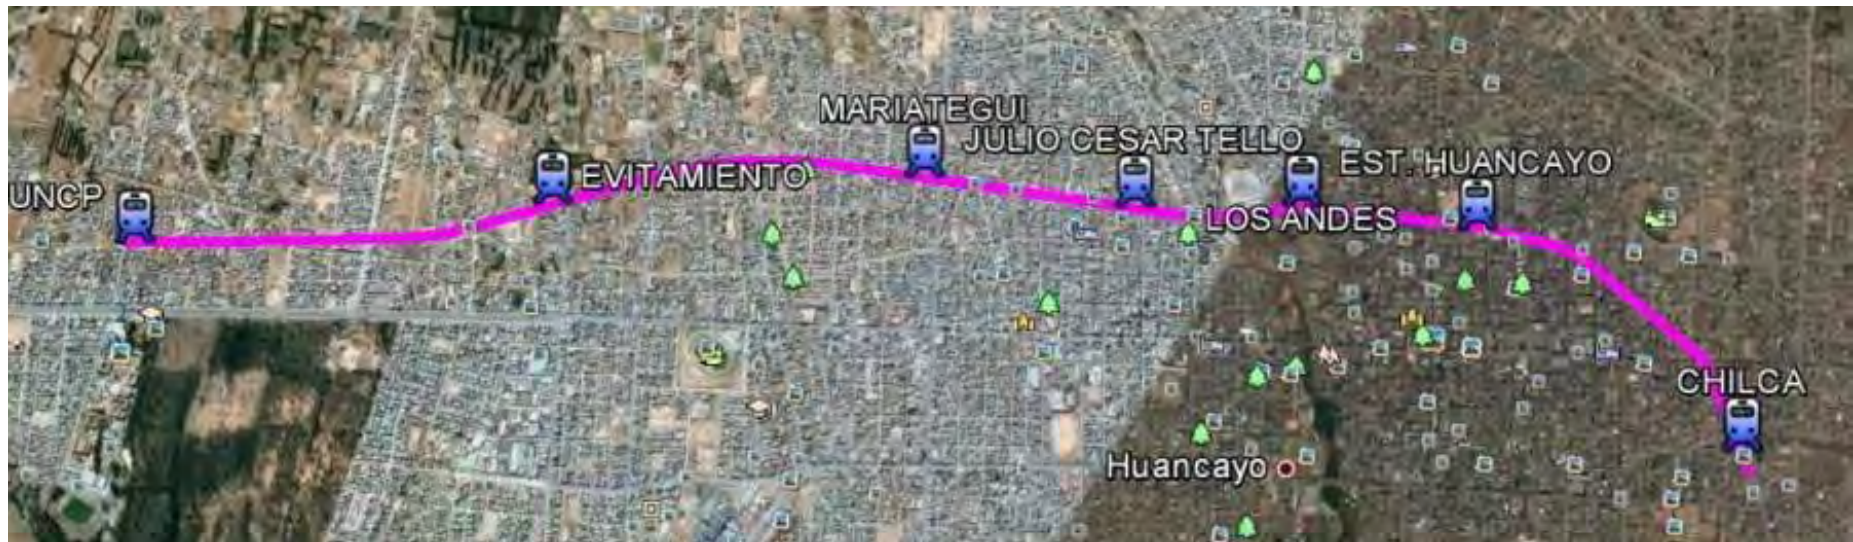 UNCP
EVITAMIENTO
MARIATEGUI
JULIO CESAR TELLO
LOS ANDES
EST. HUANCAYO
CHILCA
Huancayo